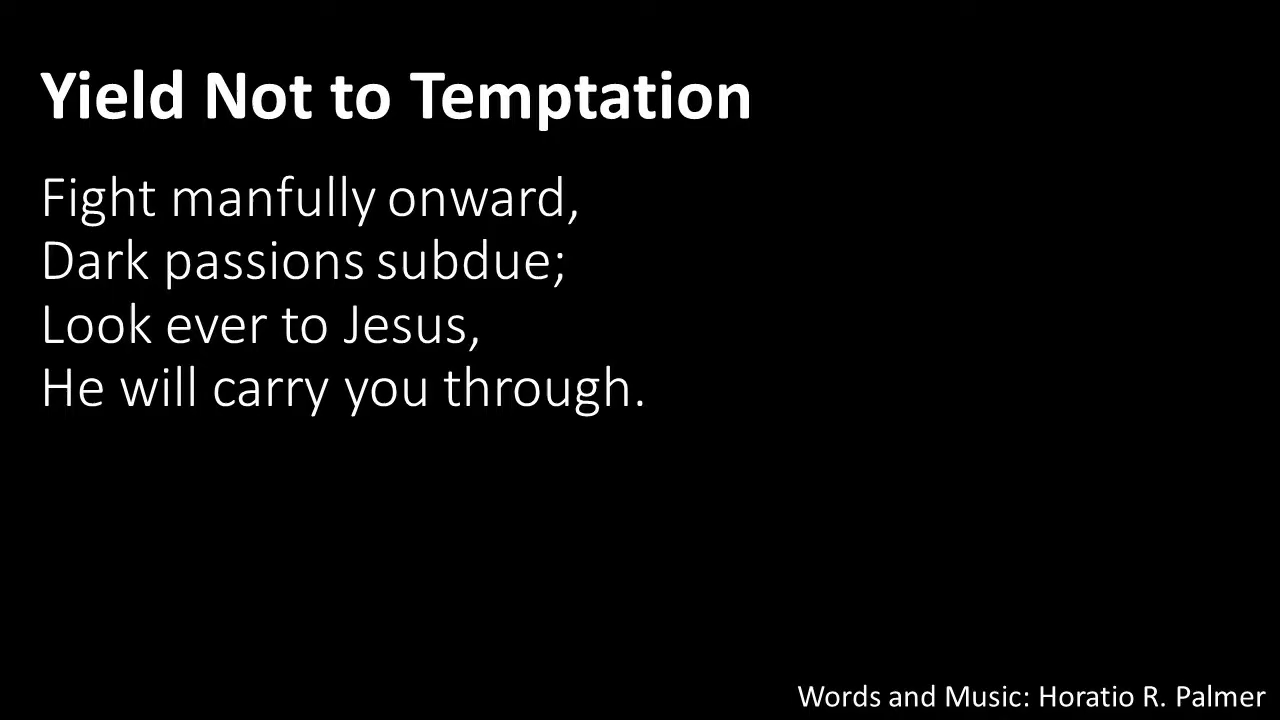 Yield Not to Temptation
Fight manfully onward,
Dark passions subdue;
Look ever to Jesus,
He will carry you through.
Words and Music: Horatio R. Palmer